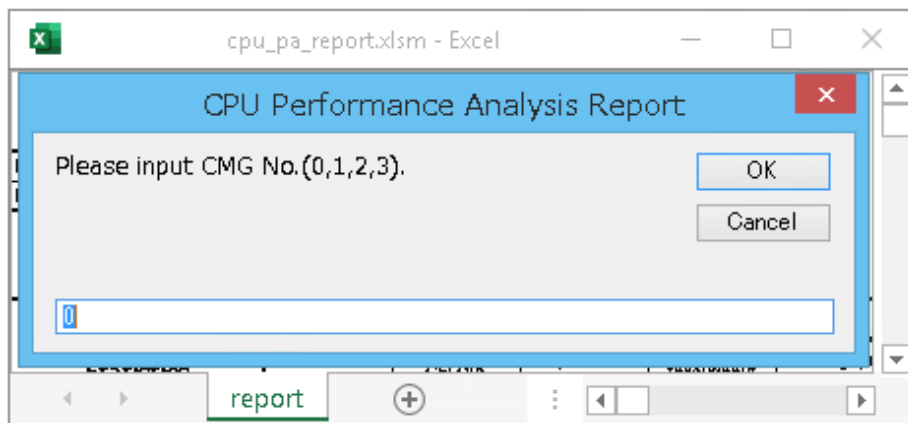 cpu_pa_report.xlsm - Excel
CPU Performance Analysis Report
Please input CMG No.(0,1,2,3).
OK
Cancel
0
report